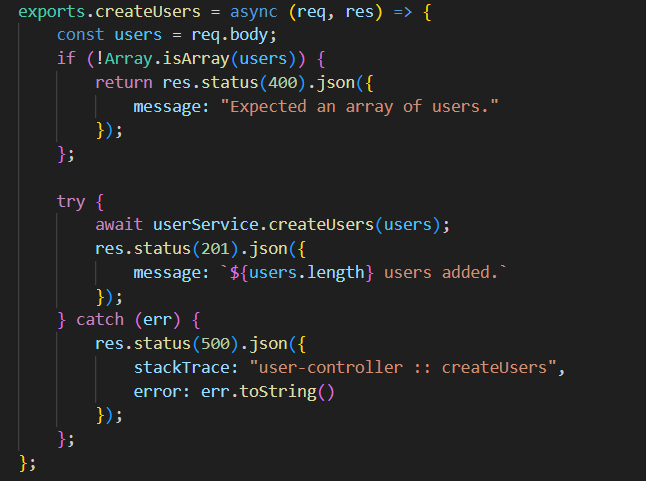 exports.createUsers = async (req, res) => {
    const users = req.body;
    if (!Array.isArray(users)) {
        return res.status(400).json({
            message: "Expected an array of users."
        });
    };

    try {
        await userService.createUsers(users);
        res.status(201).json({
            message: `${users.length} users added.`
        });
    } catch (err) {
        res.status(500).json({
            stackTrace: "user-controller :: createUsers",
            error: err.toString()
        });
    };
};